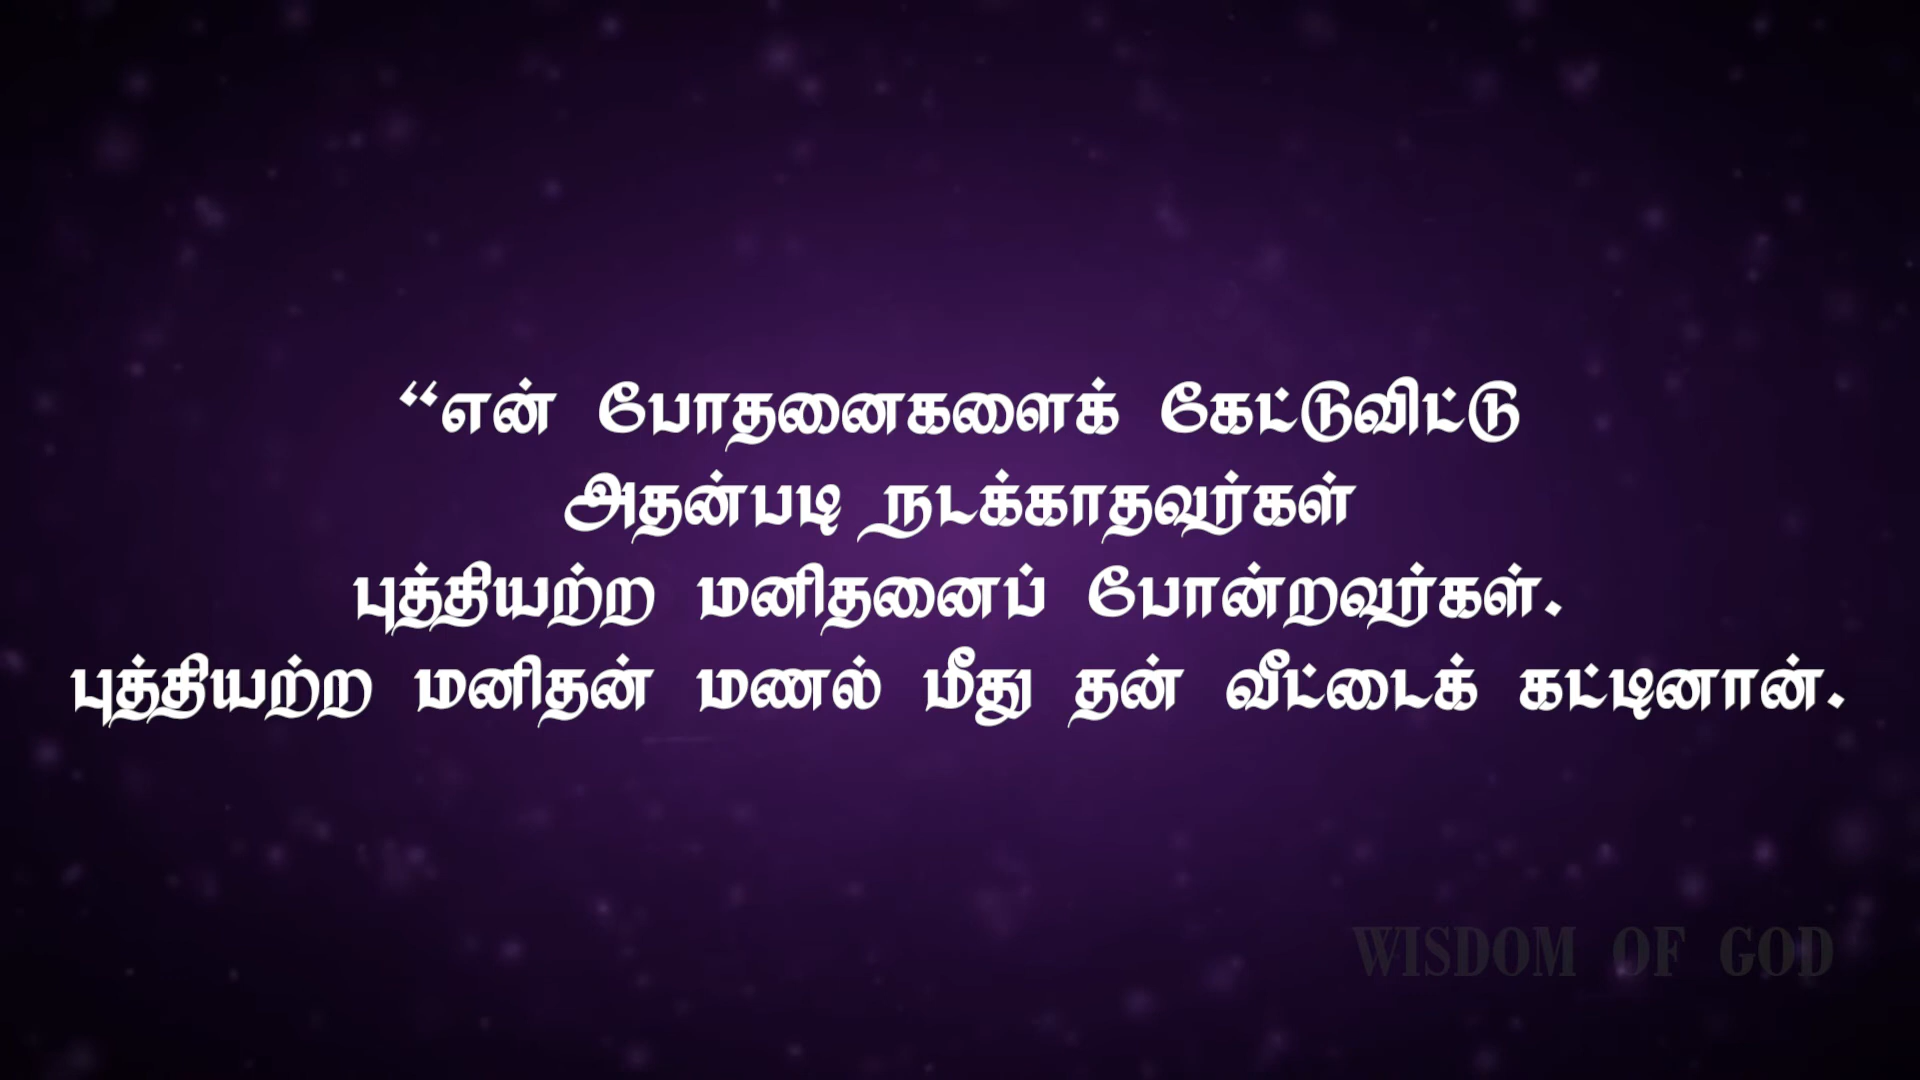 “என் போதனைகளைக் கேட்டுவிட்டு
அதன்படி நடக்காதவர்கள்
புத்தியற்ற மனிதனைப் போன்றவர்கள்.
புத்தியற்ற மனிதன் மணல் மீது தன் வீட்டைக் கட்டினான்.
WISDOM OF GOD